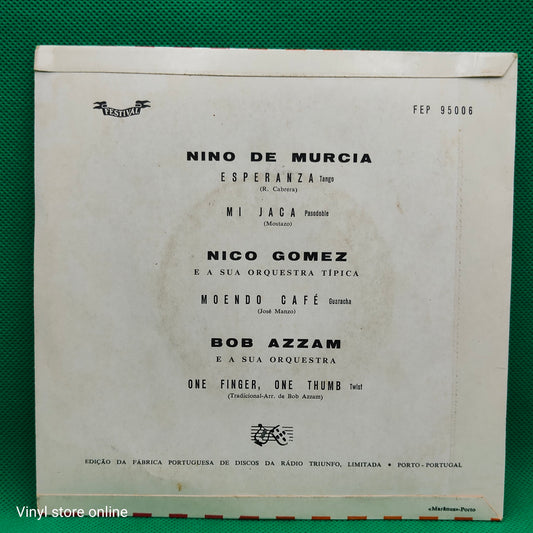 FESTIVAL
FEP 95006
NINO DE MURCIA
ESPERANZA Tango
(R. Cabrera)
MI JACA Pasodoble
(Mostazo)
NICO GOMEZ
E A SUA ORQUESTRA TÍPICA
MOENDO CAFÉ Guaracha
(José Manzo)
BOB AZZAM
E A SUA ORQUESTRA
ONE FINGER, ONE THUMB Twist
(Tradicional-Arr. de Bob Azzam)
EDIÇÃO DA FÁBRICA PORTUGUESA DE DISCOS DA RÁDIO TRIUNFO, LIMITADA • PORTO-PORTUGAL
«Marânus»-Porto
Vinyl store online